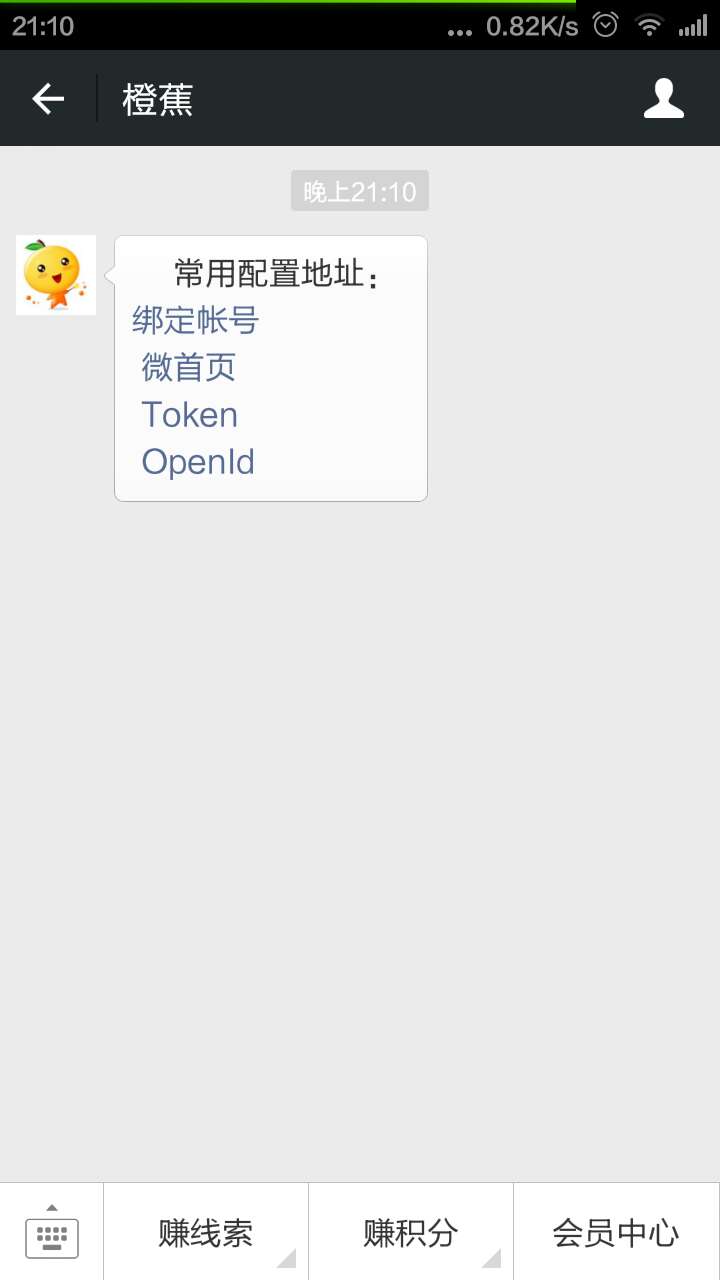 21:10
... 0.82K/s
橙蕉
晚上21:10
常用配置地址：
绑定帐号
微首页
Token
OpenId
赚线索
赚积分
会员中心